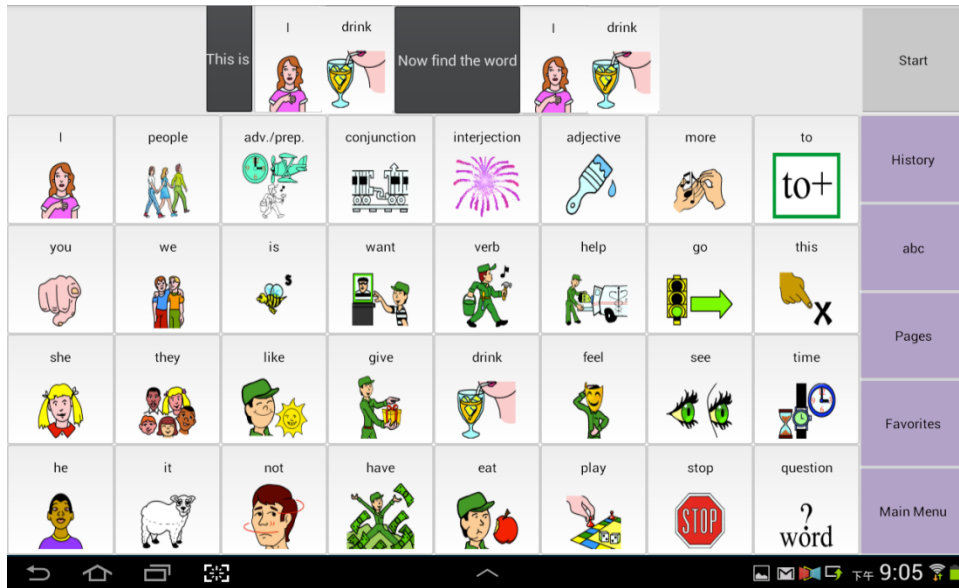 This is
I
drink
Now find the word
I
drink
Start
I
people
adv./prep.
conjunction
interjection
adjective
more
to
to+
History
you
we
is
S
want
verb
help
go
this
X
abc
Pages
she
they
like
give
drink
feel
see
time
Favorites
he
it
not
have
eat
play
stop
STOP
question
?
word
Main Menu
下午 9:05